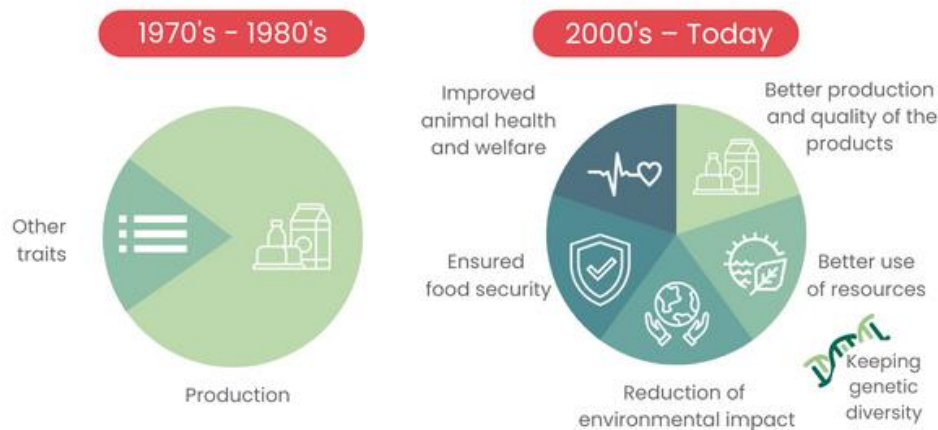 1970's - 1980's
Other
traits
Production
2000's – Today
Improved
animal health
and welfare
Better production
and quality of the
products
Ensured
food security
Better use
of resources
Reduction of
environmental impact
Keeping
genetic
diversity